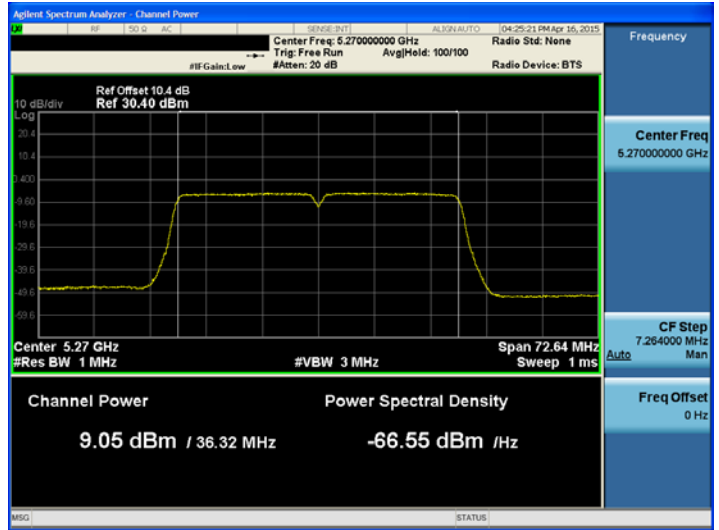 Agilent Spectrum Analyzer - Channel Power
RF 50 Ω AC SENSE:INT ALIGNAUTO 04:25:21 PM Apr 16, 2015
Center Freq: 5.270000000 GHz Radio Std: None
Trig: Free Run Avg|Hold: 100/100
#IFGain:Low #Atten: 20 dB Radio Device: BTS
Frequency
Ref Offset 10.4 dB
10 dB/div Ref 30.40 dBm
Log
20.4
10.4
0.400
-9.60
-19.6
-29.6
-39.6
-49.6
-59.6
Center Freq
5.270000000 GHz
Center 5.27 GHz Span 72.64 MHz
#Res BW 1 MHz #VBW 3 MHz Sweep 1 ms
CF Step
7.264000 MHz
Auto Man
Channel Power Power Spectral Density
9.05 dBm / 36.32 MHz -66.55 dBm /Hz
Freq Offset
0 Hz
MSG STATUS